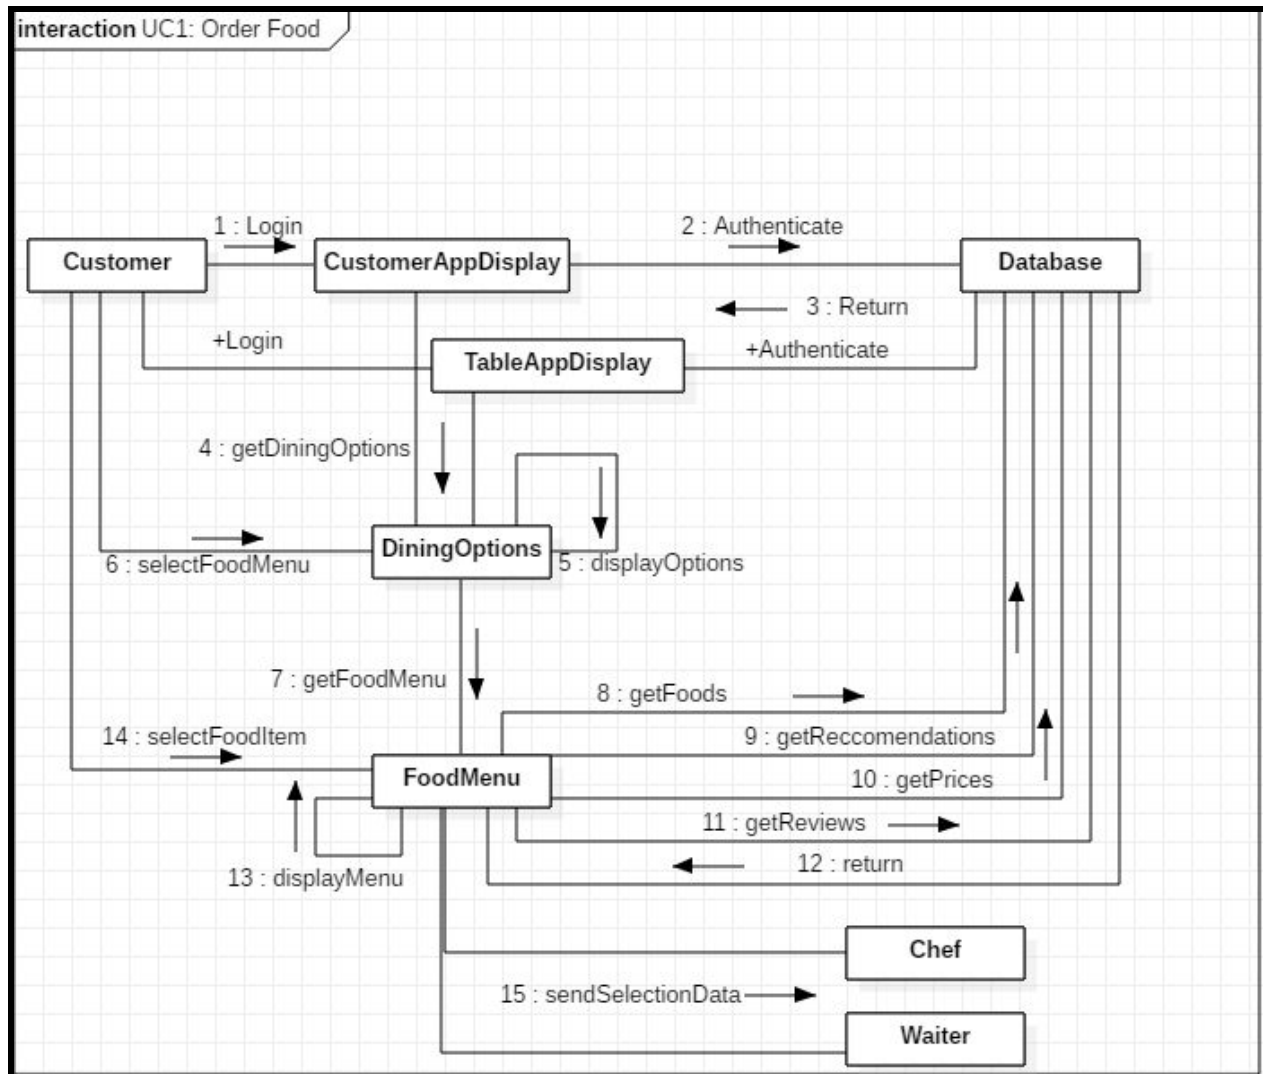 interaction UC1: Order Food
1 : Login
2 : Authenticate
Customer
CustomerAppDisplay
Database
3 : Return
+Login
TableAppDisplay
+Authenticate
4 : getDiningOptions
DiningOptions
6 : selectFoodMenu
5 : displayOptions
7 : getFoodMenu
8 : getFoods
14 : selectFoodItem
9 : getReccomendations
FoodMenu
10 : getPrices
11 : getReviews
12 : return
13 : displayMenu
Chef
15 : sendSelectionData
Waiter